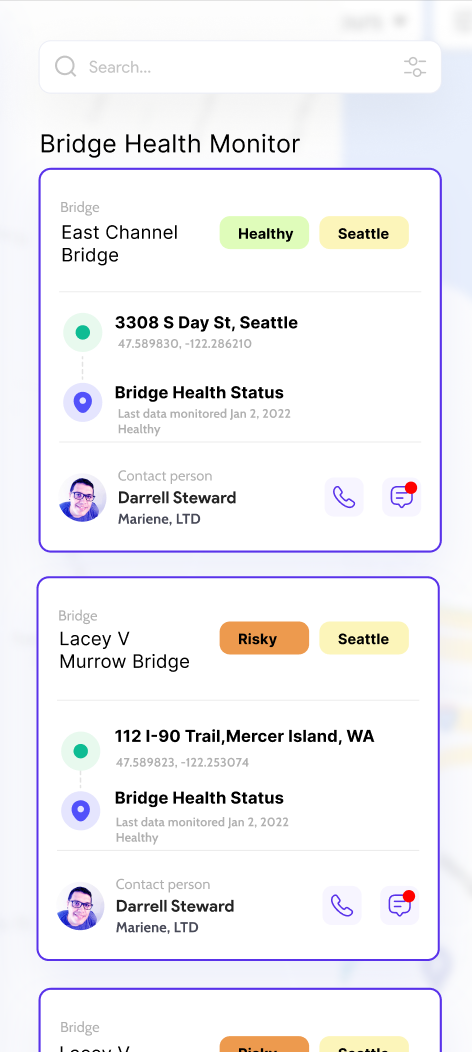 Search...
Bridge Health Monitor
Bridge
East Channel
Bridge
Healthy
Seattle
3308 S Day St, Seattle
47.589830, -122.286210
Bridge Health Status
Last data monitored Jan 2, 2022
Healthy
Contact person
Darrell Steward
Mariene, LTD
Bridge
Lacey V
Murrow Bridge
Risky
Seattle
112 I-90 Trail,Mercer Island, WA
47.589823, -122.253074
Bridge Health Status
Last data monitored Jan 2, 2022
Healthy
Contact person
Darrell Steward
Mariene, LTD
Bridge
Lacey V
Risky
Seattle